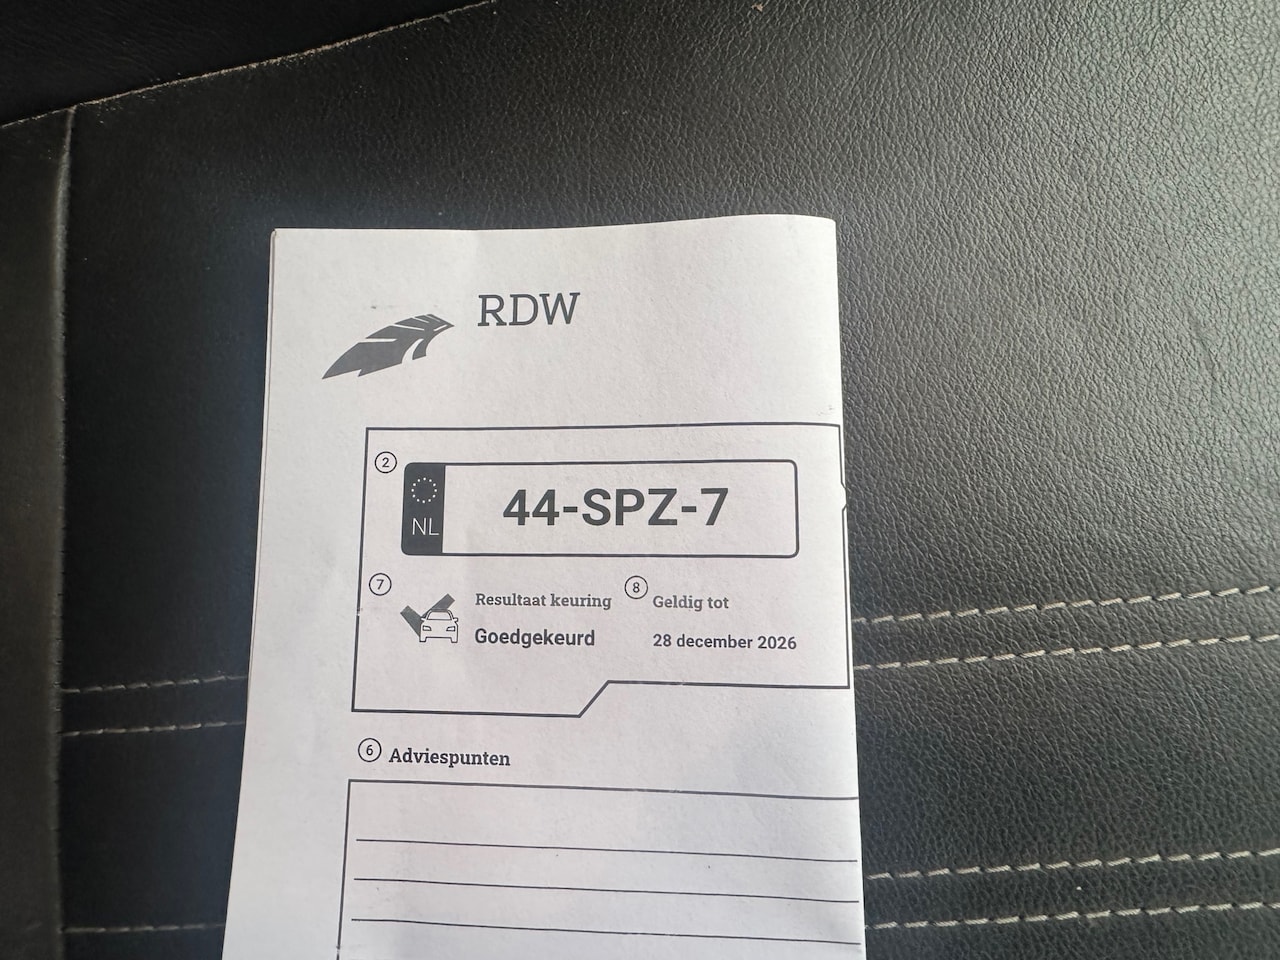 RDW
2
NL
44-SPZ-7
7
Resultaat keuring
Goedgekeurd
8
Geldig tot
28 december 2026
6 Adviespunten